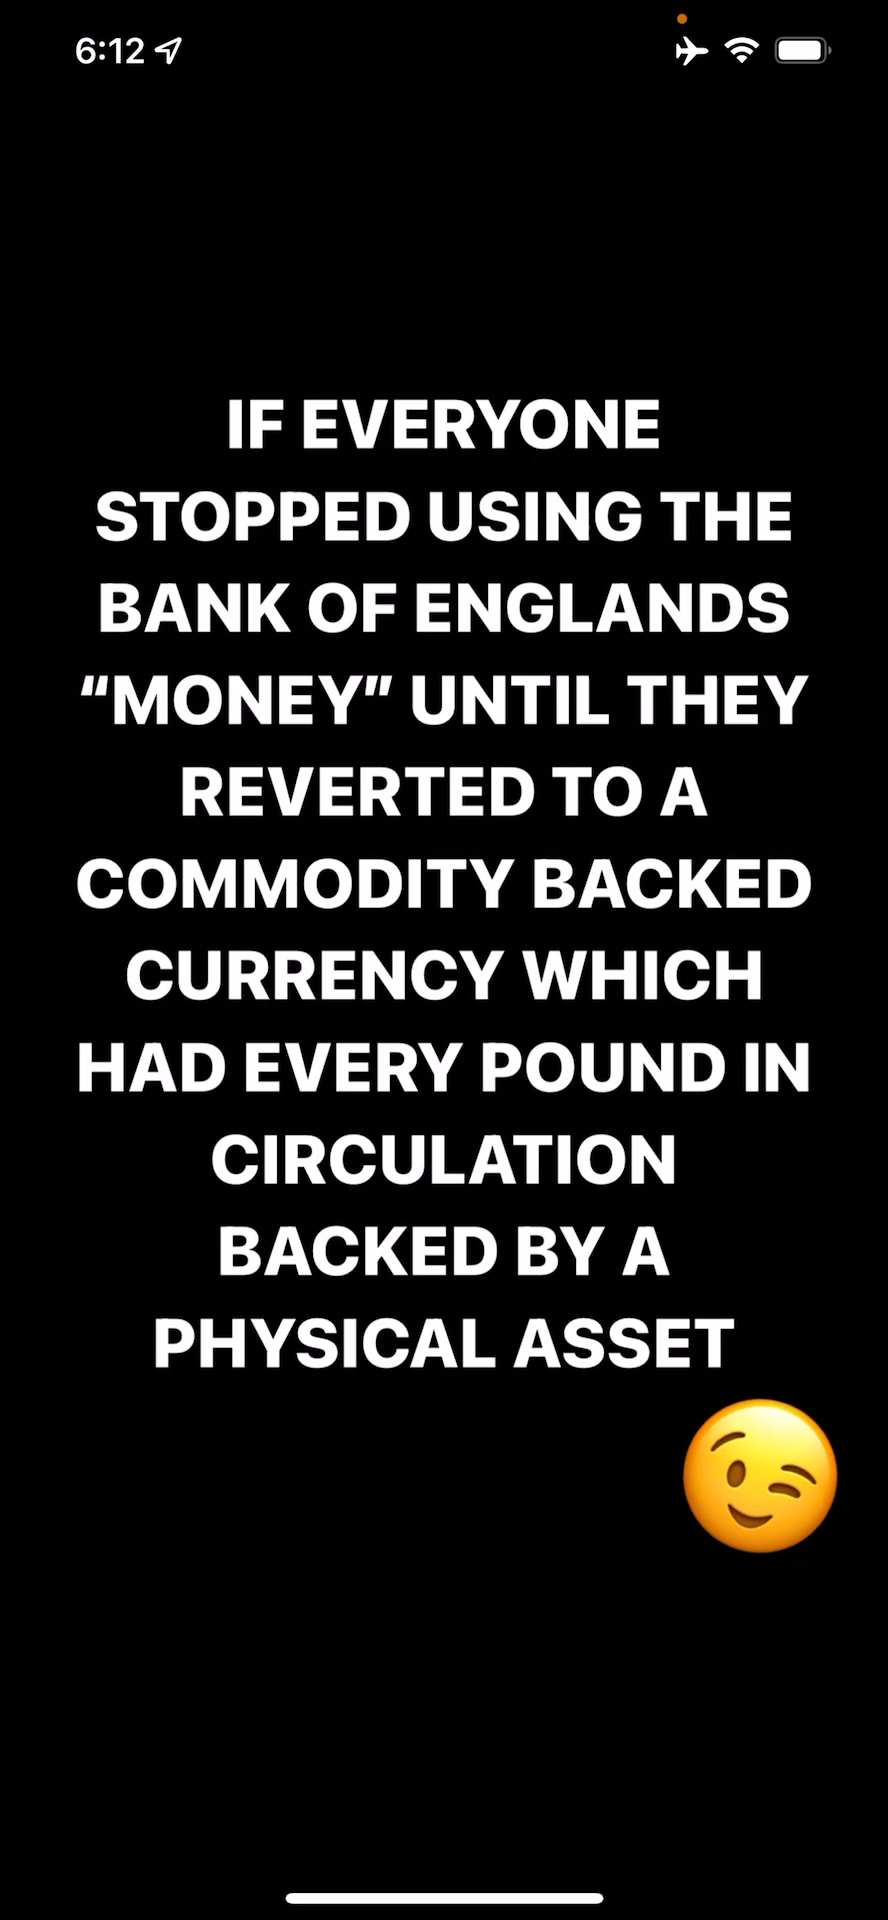 6:12
IF EVERYONE
STOPPED USING THE
BANK OF ENGLANDS
“MONEY” UNTIL THEY
REVERTED TO A
COMMODITY BACKED
CURRENCY WHICH
HAD EVERY POUND IN
CIRCULATION
BACKED BY A
PHYSICAL ASSET